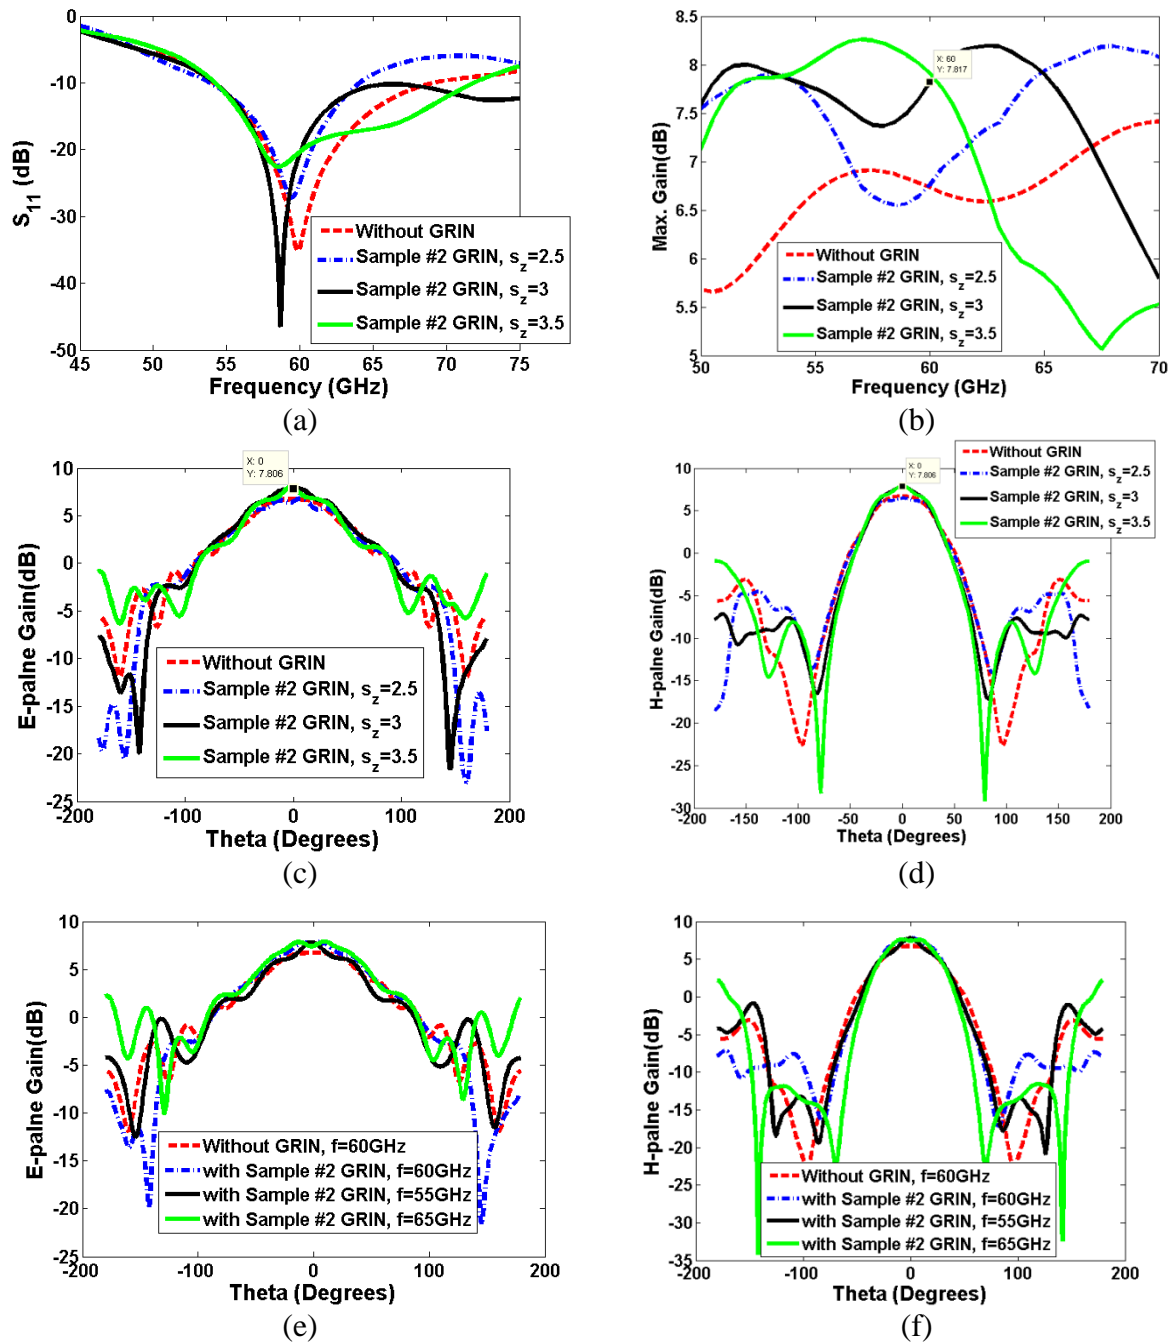 0
-10
-20
-30
-40
-50
S11 (dB)
45 50 55 60 65 70 75
Frequency (GHz)
Without GRIN
Sample #2 GRIN, sz=2.5
Sample #2 GRIN, sz=3
Sample #2 GRIN, sz=3.5
(a)
8.5
8
7.5
7
6.5
6
5.5
5
Max. Gain(dB)
X: 60
Y: 7.817
50 55 60 65 70
Frequency (GHz)
Without GRIN
Sample #2 GRIN, sz=2.5
Sample #2 GRIN, sz=3
Sample #2 GRIN, sz=3.5
(b)
10
5
0
-5
-10
-15
-20
-25
E-palne Gain(dB)
X: 0
Y: 7.806
-200 -100 0 100 200
Theta (Degrees)
Without GRIN
Sample #2 GRIN, sz=2.5
Sample #2 GRIN, sz=3
Sample #2 GRIN, sz=3.5
(c)
10
5
0
-5
-10
-15
-20
-25
-30
H-palne Gain(dB)
X: 0
Y: 7.806
-200 -150 -100 -50 0 50 100 150 200
Theta (Degrees)
Without GRIN
Sample #2 GRIN, sz=2.5
Sample #2 GRIN, sz=3
Sample #2 GRIN, sz=3.5
(d)
10
5
0
-5
-10
-15
-20
-25
E-palne Gain(dB)
-200 -100 0 100 200
Theta (Degrees)
Without GRIN, f=60GHz
with Sample #2 GRIN, f=60GHz
with Sample #2 GRIN, f=55GHz
with Sample #2 GRIN, f=65GHz
(e)
10
5
0
-5
-10
-15
-20
-25
-30
-35
H-palne Gain(dB)
-200 -100 0 100 200
Theta (Degrees)
Without GRIN, f=60GHz
with Sample #2 GRIN, f=60GHz
with Sample #2 GRIN, f=55GHz
with Sample #2 GRIN, f=65GHz
(f)